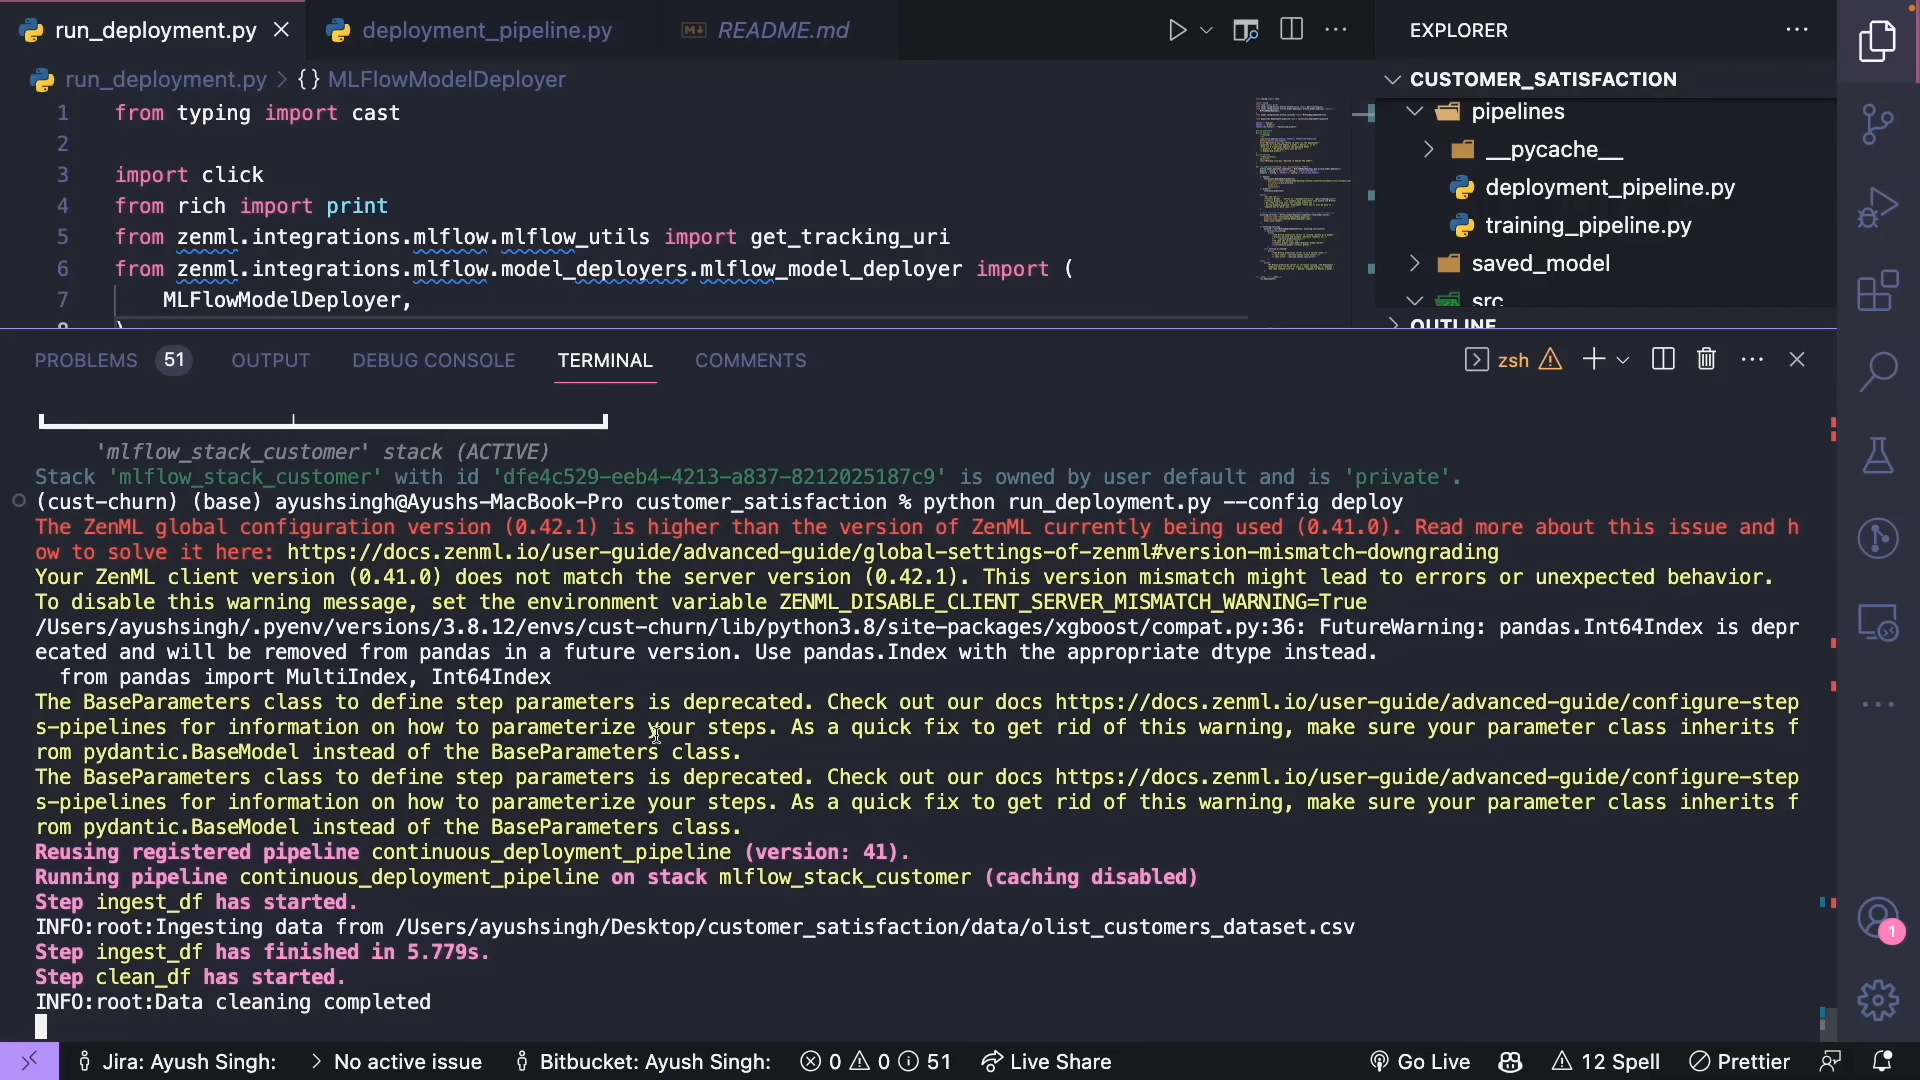 run_deployment.py
deployment_pipeline.py
README.md
EXPLORER
run_deployment.py > {} MLFlowModelDeployer
CUSTOMER_SATISFACTION
1 from typing import cast
2
3 import click
4 from rich import print
5 from zenml.integrations.mlflow.mlflow_utils import get_tracking_uri
6 from zenml.integrations.mlflow.model_deployers.mlflow_model_deployer import (
7 MLFlowModelDeployer,
8 )
pipelines
__pycache__
deployment_pipeline.py
training_pipeline.py
saved_model
src
OUTLINE
PROBLEMS 51 OUTPUT DEBUG CONSOLE TERMINAL COMMENTS
zsh
'mlflow_stack_customer' stack (ACTIVE)
Stack 'mlflow_stack_customer' with id 'dfe4c529-eeb4-4213-a837-8212025187c9' is owned by user default and is 'private'.
(cust-churn) (base) ayushsingh@Ayushs-MacBook-Pro customer_satisfaction % python run_deployment.py --config deploy
The ZenML global configuration version (0.42.1) is higher than the version of ZenML currently being used (0.41.0). Read more about this issue and h
ow to solve it here: https://docs.zenml.io/user-guide/advanced-guide/global-settings-of-zenml#version-mismatch-downgrading
Your ZenML client version (0.41.0) does not match the server version (0.42.1). This version mismatch might lead to errors or unexpected behavior.
To disable this warning message, set the environment variable ZENML_DISABLE_CLIENT_SERVER_MISMATCH_WARNING=True
/Users/ayushsingh/.pyenv/versions/3.8.12/envs/cust-churn/lib/python3.8/site-packages/xgboost/compat.py:36: FutureWarning: pandas.Int64Index is depr
ecated and will be removed from pandas in a future version. Use pandas.Index with the appropriate dtype instead.
from pandas import MultiIndex, Int64Index
The BaseParameters class to define step parameters is deprecated. Check out our docs https://docs.zenml.io/user-guide/advanced-guide/configure-step
s-pipelines for information on how to parameterize your steps. As a quick fix to get rid of this warning, make sure your parameter class inherits f
rom pydantic.BaseModel instead of the BaseParameters class.
The BaseParameters class to define step parameters is deprecated. Check out our docs https://docs.zenml.io/user-guide/advanced-guide/configure-step
s-pipelines for information on how to parameterize your steps. As a quick fix to get rid of this warning, make sure your parameter class inherits f
rom pydantic.BaseModel instead of the BaseParameters class.
Reusing registered pipeline continuous_deployment_pipeline (version: 41).
Running pipeline continuous_deployment_pipeline on stack mlflow_stack_customer (caching disabled)
Step ingest_df has started.
INFO:root:Ingesting data from /Users/ayushsingh/Desktop/customer_satisfaction/data/olist_customers_dataset.csv
Step ingest_df has finished in 5.779s.
Step clean_df has started.
INFO:root:Data cleaning completed
1
Jira: Ayush Singh: > No active issue Bitbucket: Ayush Singh: 0 0 51 Live Share Go Live 12 Spell Prettier